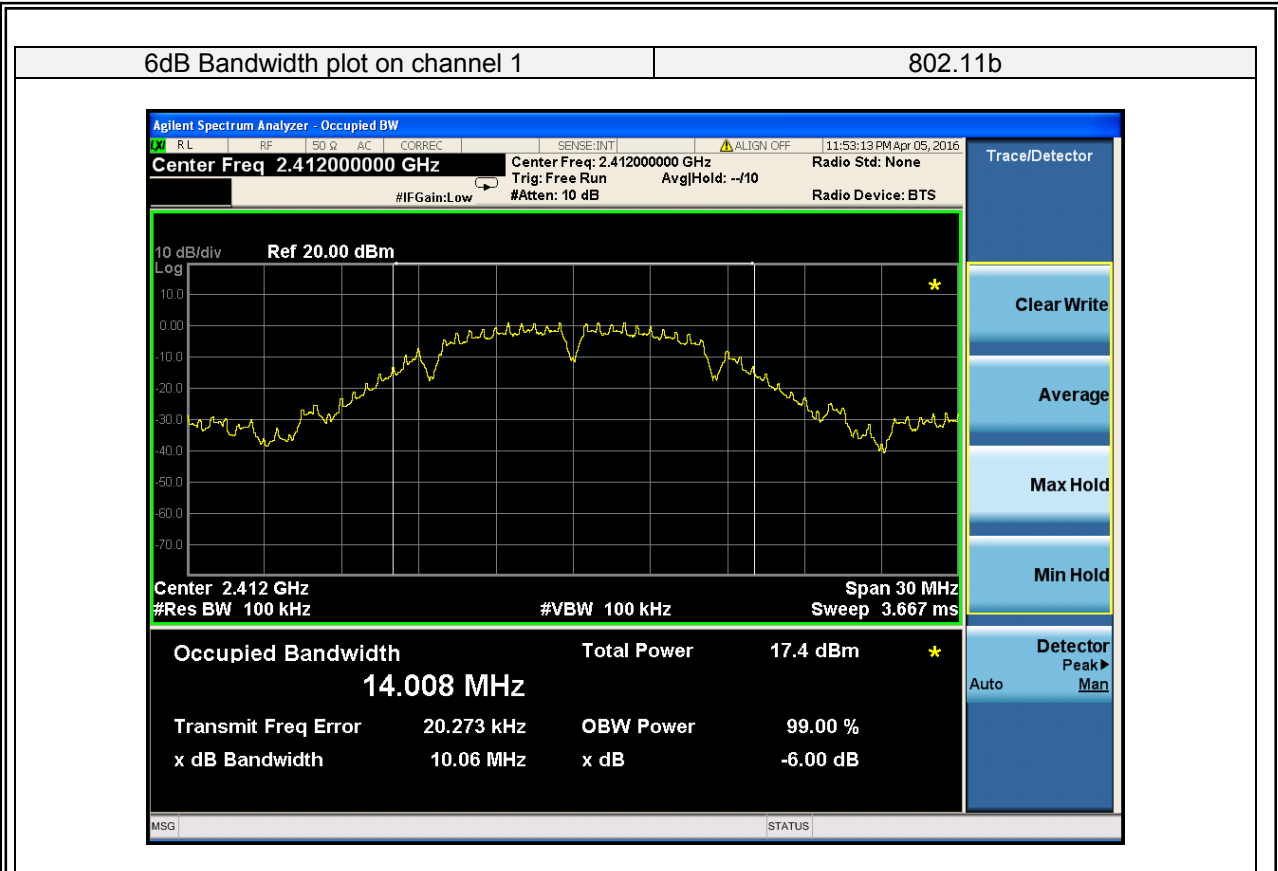 6dB Bandwidth plot on channel 1 802.11b
Agilent Spectrum Analyzer - Occupied BW
LXI RL RF 50 Ω AC CORREC SENSE:INT ALIGN OFF 11:53:13 PM Apr 05, 2016
Center Freq 2.412000000 GHz Center Freq: 2.412000000 GHz Radio Std: None
Trig: Free Run Avg|Hold: --/10
#IFGain:Low #Atten: 10 dB Radio Device: BTS
Trace/Detector
10 dB/div Ref 20.00 dBm
Log
10.0
0.00
-10.0
-20.0
-30.0
-40.0
-50.0
-60.0
-70.0
Center 2.412 GHz Span 30 MHz
#Res BW 100 kHz #VBW 100 kHz Sweep 3.667 ms
Occupied Bandwidth Total Power 17.4 dBm
14.008 MHz
Transmit Freq Error 20.273 kHz OBW Power 99.00 %
x dB Bandwidth 10.06 MHz x dB -6.00 dB
Clear Write
Average
Max Hold
Min Hold
Detector
Peak
Auto Man
MSG STATUS